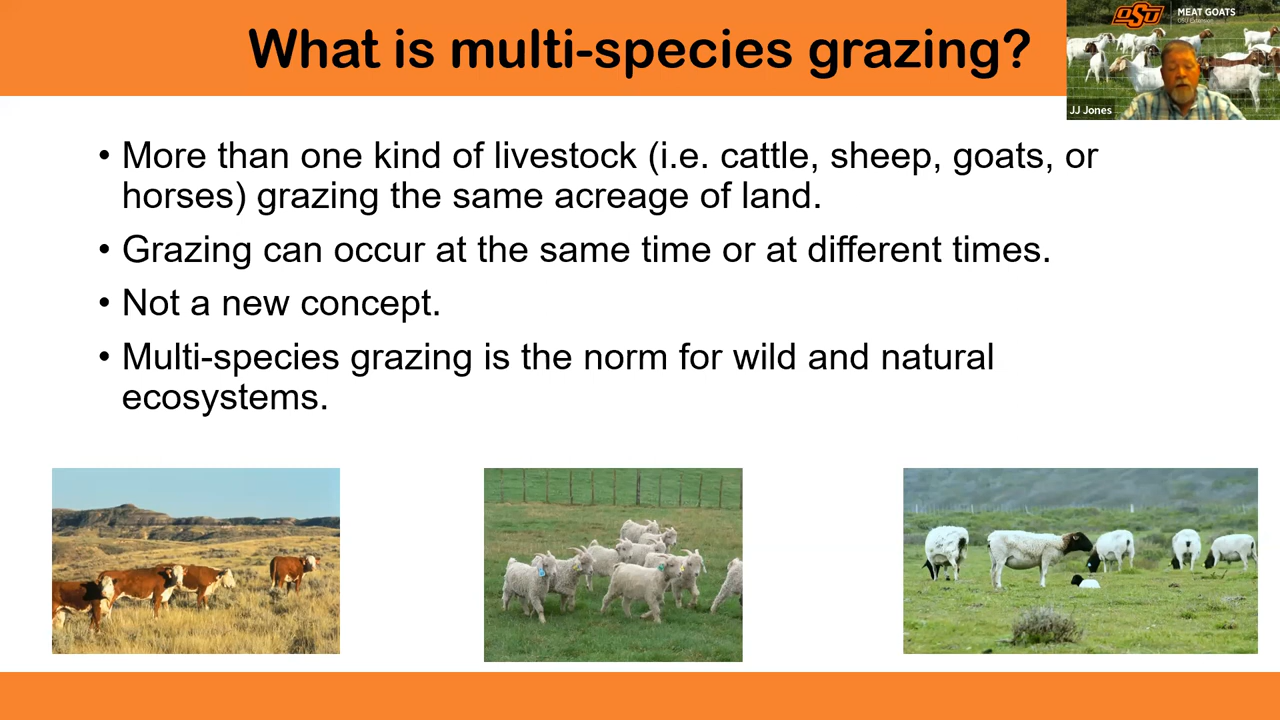 What is multi-species grazing?
OSU
MEAT GOATS
OSU Extension
JJ Jones
• More than one kind of livestock (i.e. cattle, sheep, goats, or
horses) grazing the same acreage of land.
• Grazing can occur at the same time or at different times.
• Not a new concept.
• Multi-species grazing is the norm for wild and natural
ecosystems.